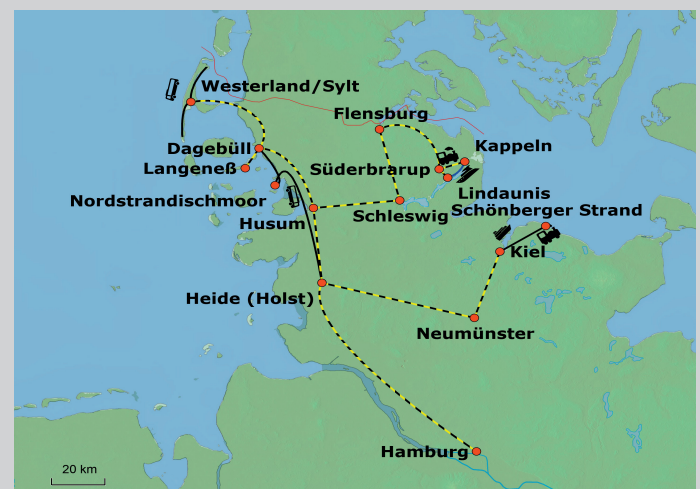 Westerland/Sylt
Flensburg
Dagebüll
Kappeln
Langeneß
Süderbrarup
Nordstrandischmoor
Lindaunis
Schleswig
Schönberger Strand
Husum
Kiel
Heide (Holst)
Neumünster
Hamburg
20 km